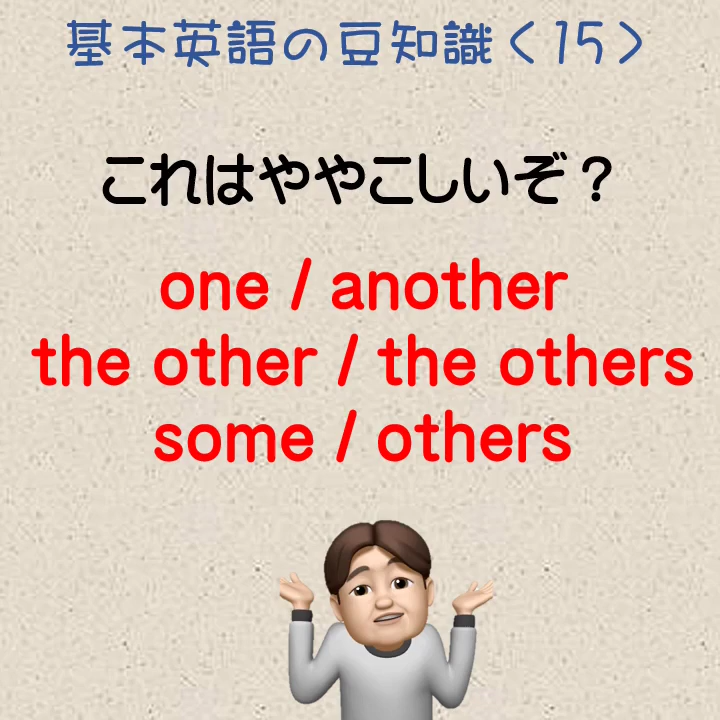 基本英語の豆知識〈15〉
これはややこしいぞ？
one / another
the other / the others
some / others